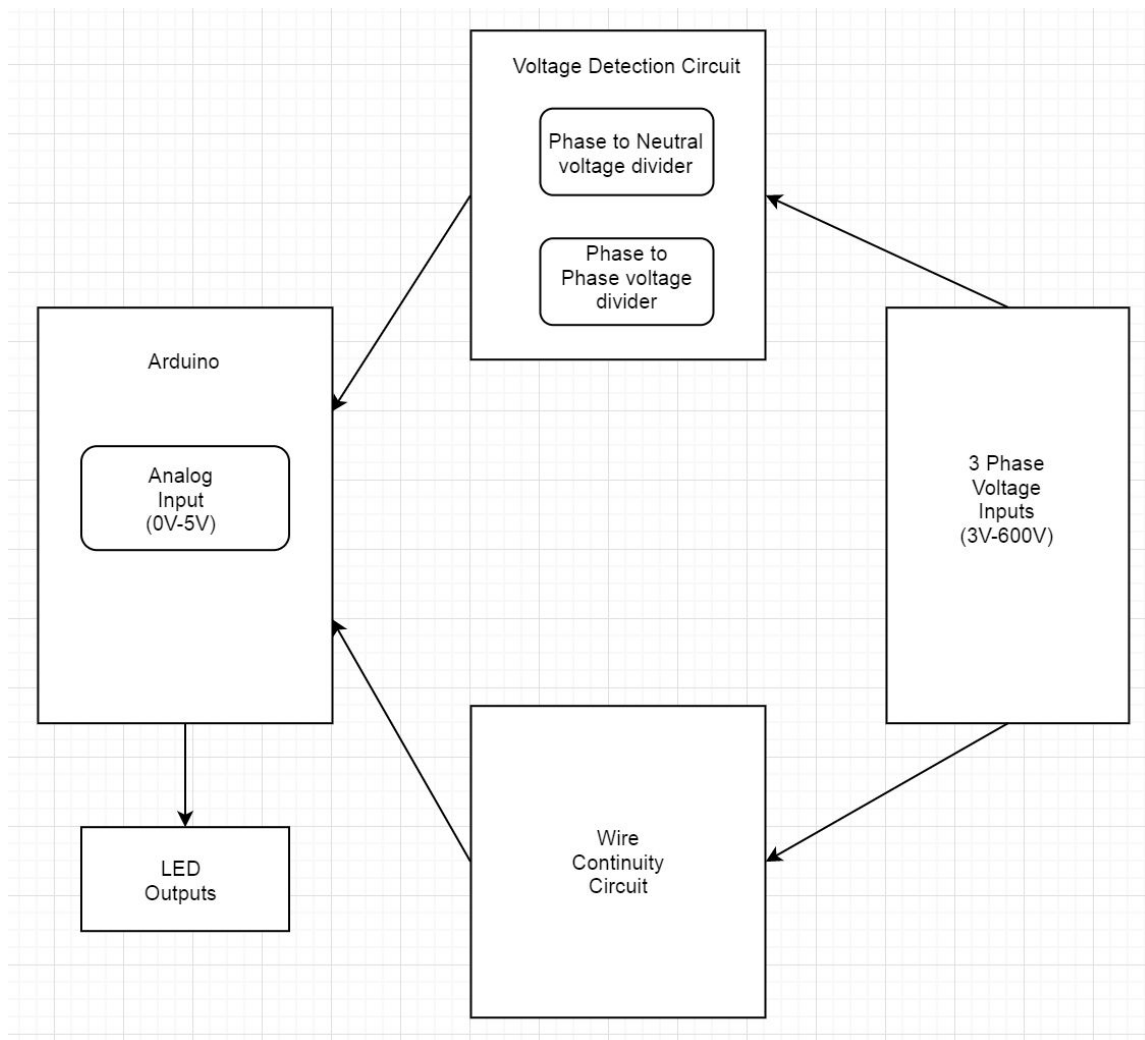 Voltage Detection Circuit
Phase to Neutral
voltage divider
Phase to
Phase voltage
divider
Arduino
Analog
Input
(0V-5V)
3 Phase
Voltage
Inputs
(3V-600V)
Wire
Continuity
Circuit
LED
Outputs